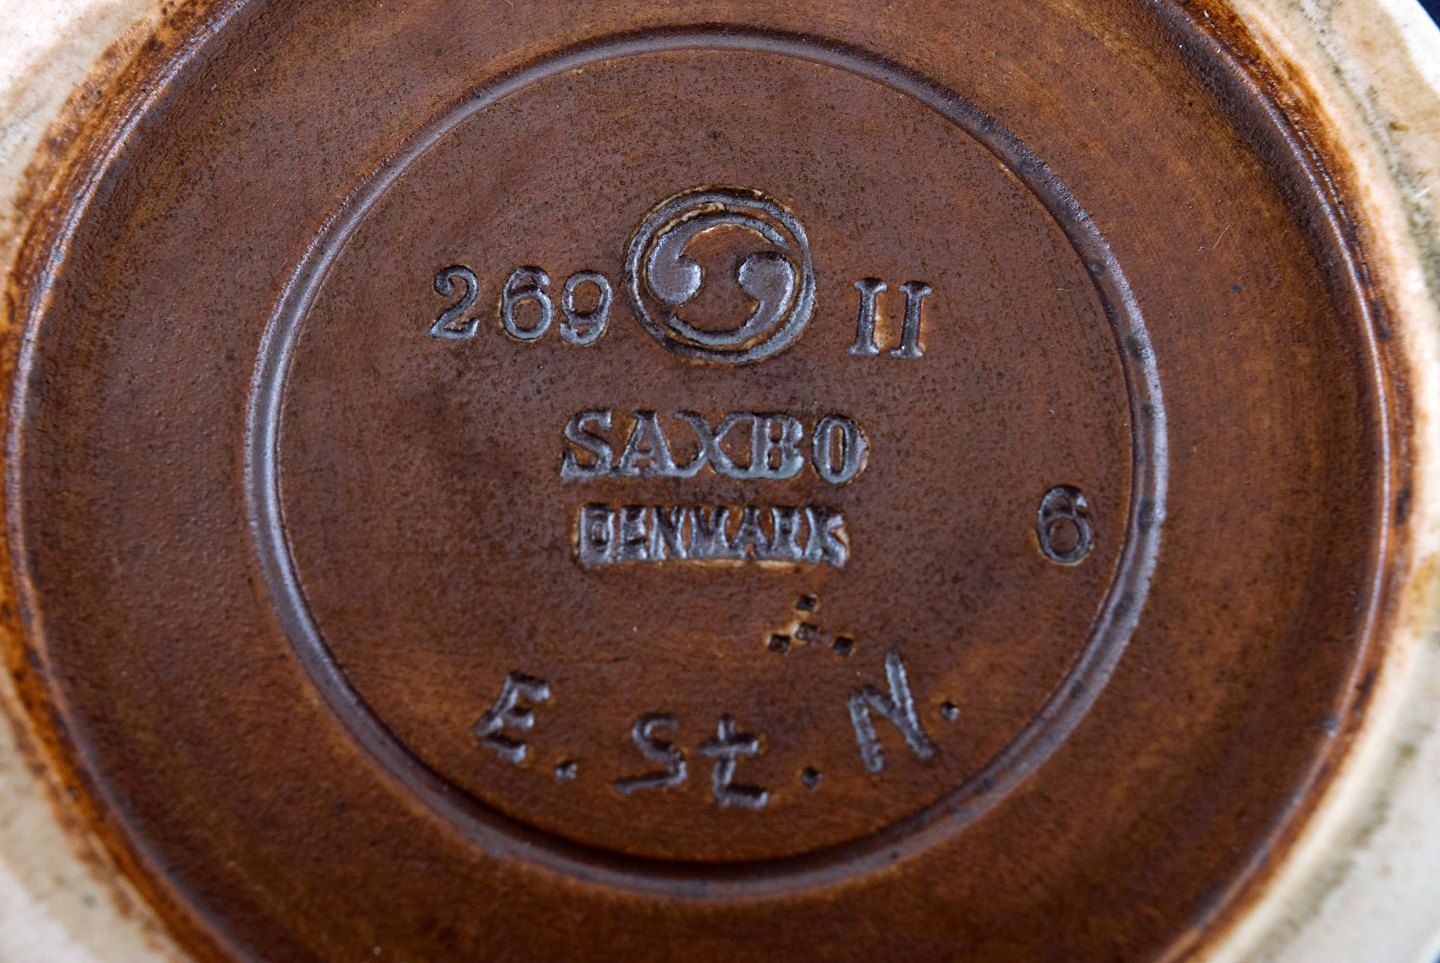 269 II
SAXBO
DENMARK
6
E. St. N.